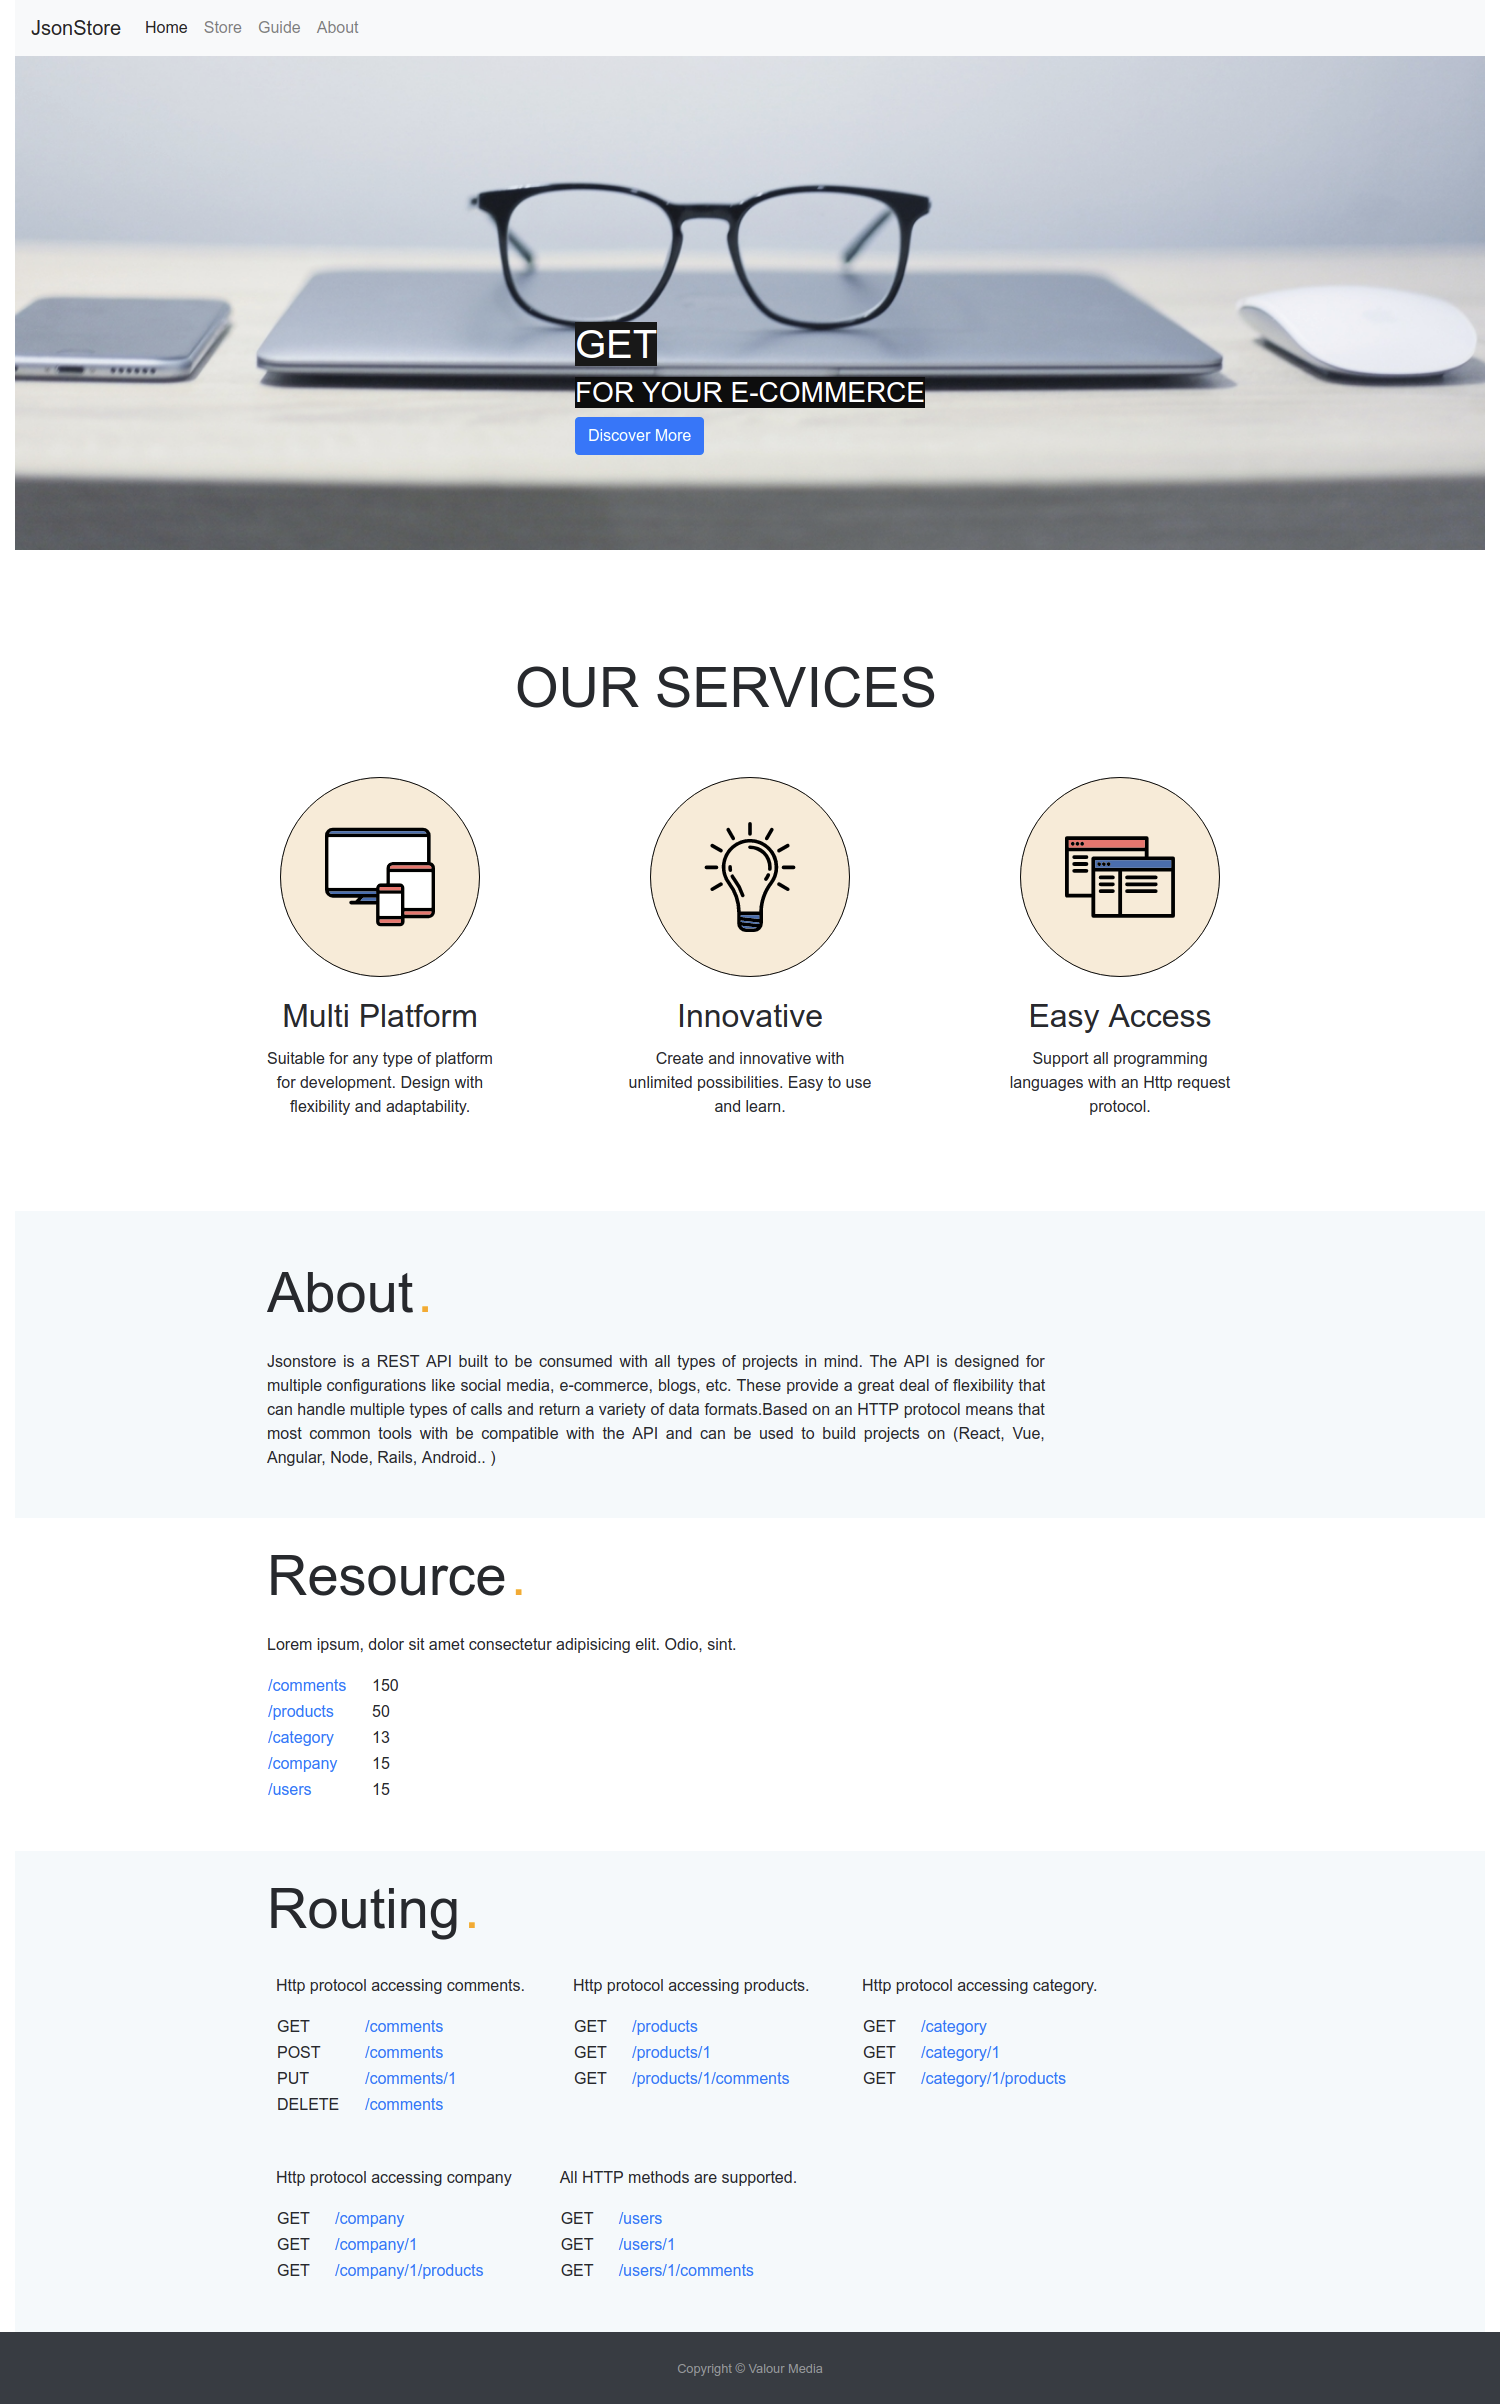 JsonStore Home Store Guide About
GET
FOR YOUR E-COMMERCE
Discover More
OUR SERVICES
Multi Platform
Suitable for any type of platform
for development. Design with
flexibility and adaptability.
Innovative
Create and innovative with
unlimited possibilities. Easy to use
and learn.
Easy Access
Support all programming
languages with an Http request
protocol.
About.
Jsonstore is a REST API built to be consumed with all types of projects in mind. The API is designed for
multiple configurations like social media, e-commerce, blogs, etc. These provide a great deal of flexibility that
can handle multiple types of calls and return a variety of data formats.Based on an HTTP protocol means that
most common tools with be compatible with the API and can be used to build projects on (React, Vue,
Angular, Node, Rails, Android.. )
Resource.
Lorem ipsum, dolor sit amet consectetur adipisicing elit. Odio, sint.
/comments 150
/products 50
/category 13
/company 15
/users 15
Routing.
Http protocol accessing comments.
GET /comments
POST /comments
PUT /comments/1
DELETE /comments
Http protocol accessing products.
GET /products
GET /products/1
GET /products/1/comments
Http protocol accessing category.
GET /category
GET /category/1
GET /category/1/products
Http protocol accessing company
GET /company
GET /company/1
GET /company/1/products
All HTTP methods are supported.
GET /users
GET /users/1
GET /users/1/comments
Copyright © Valour Media